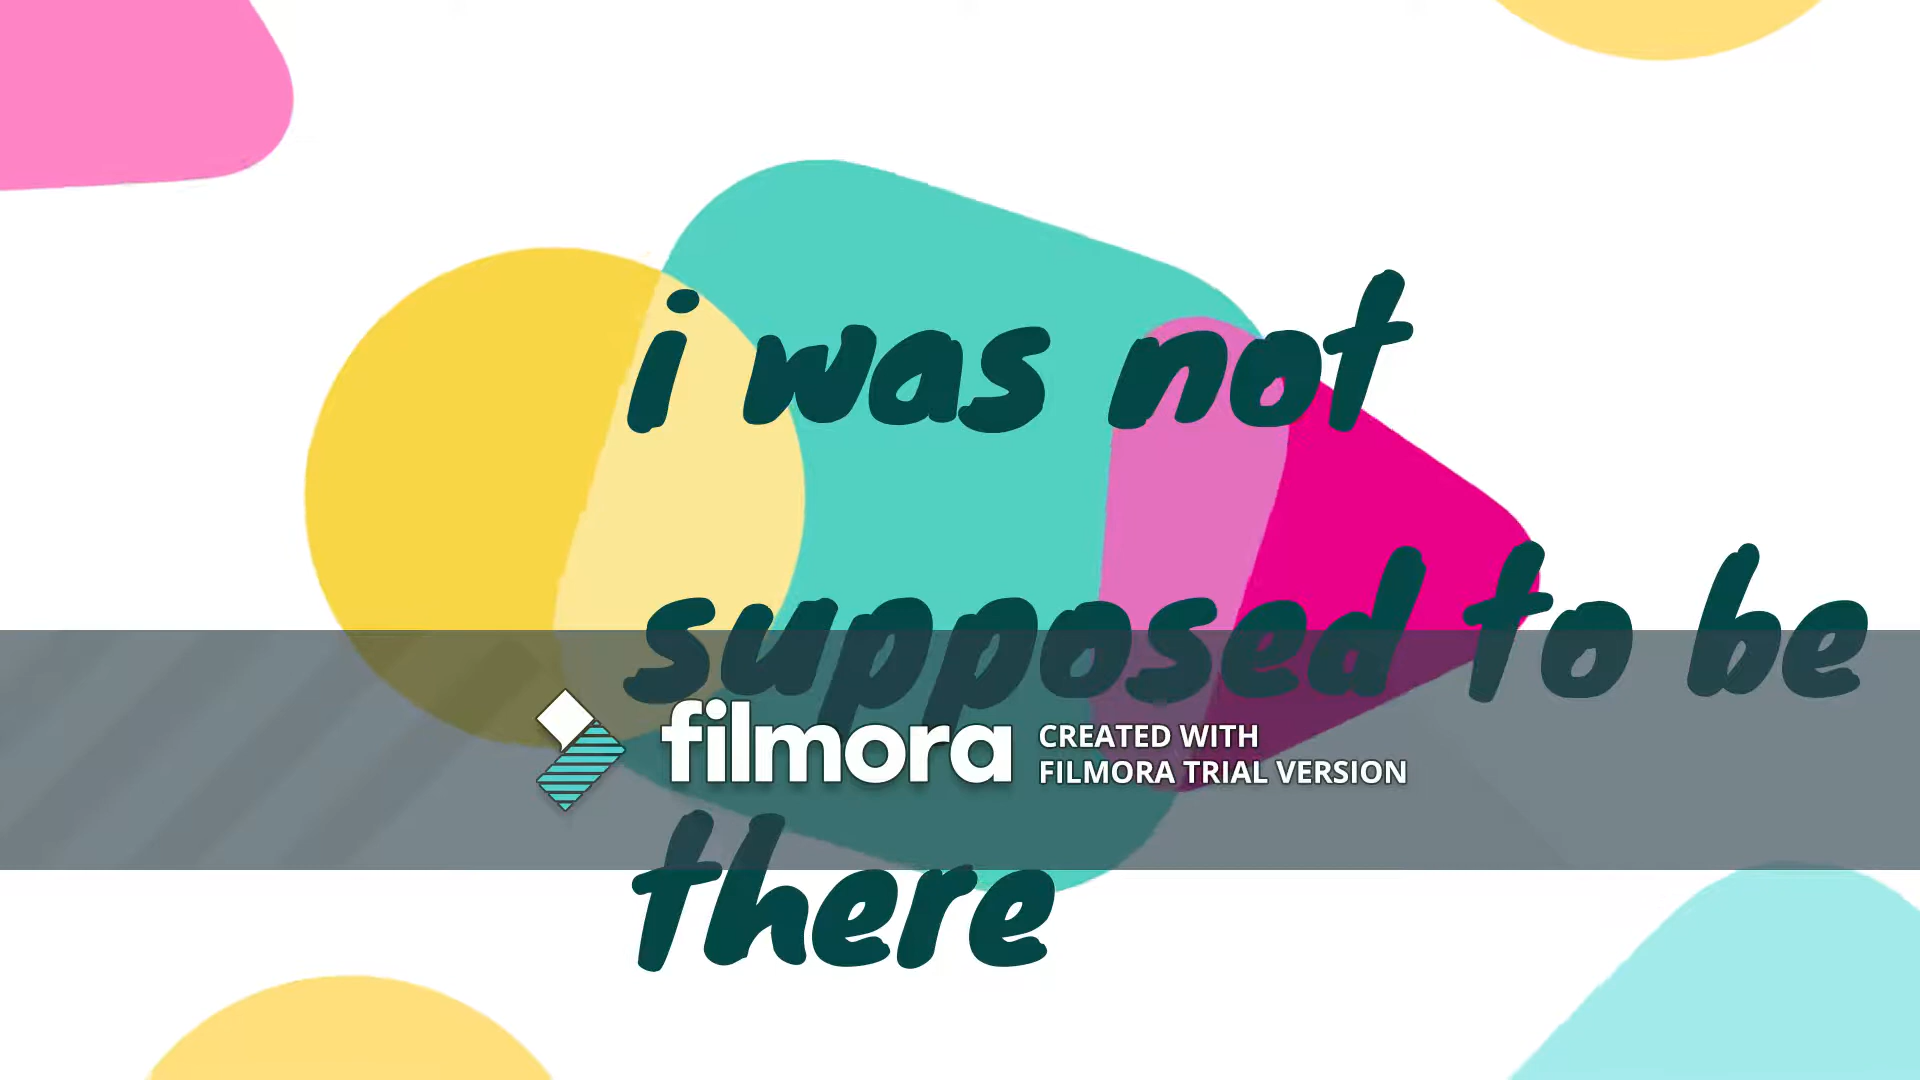 i was not
supposed to be
filmora
CREATED WITH
FILMORA TRIAL VERSION
there